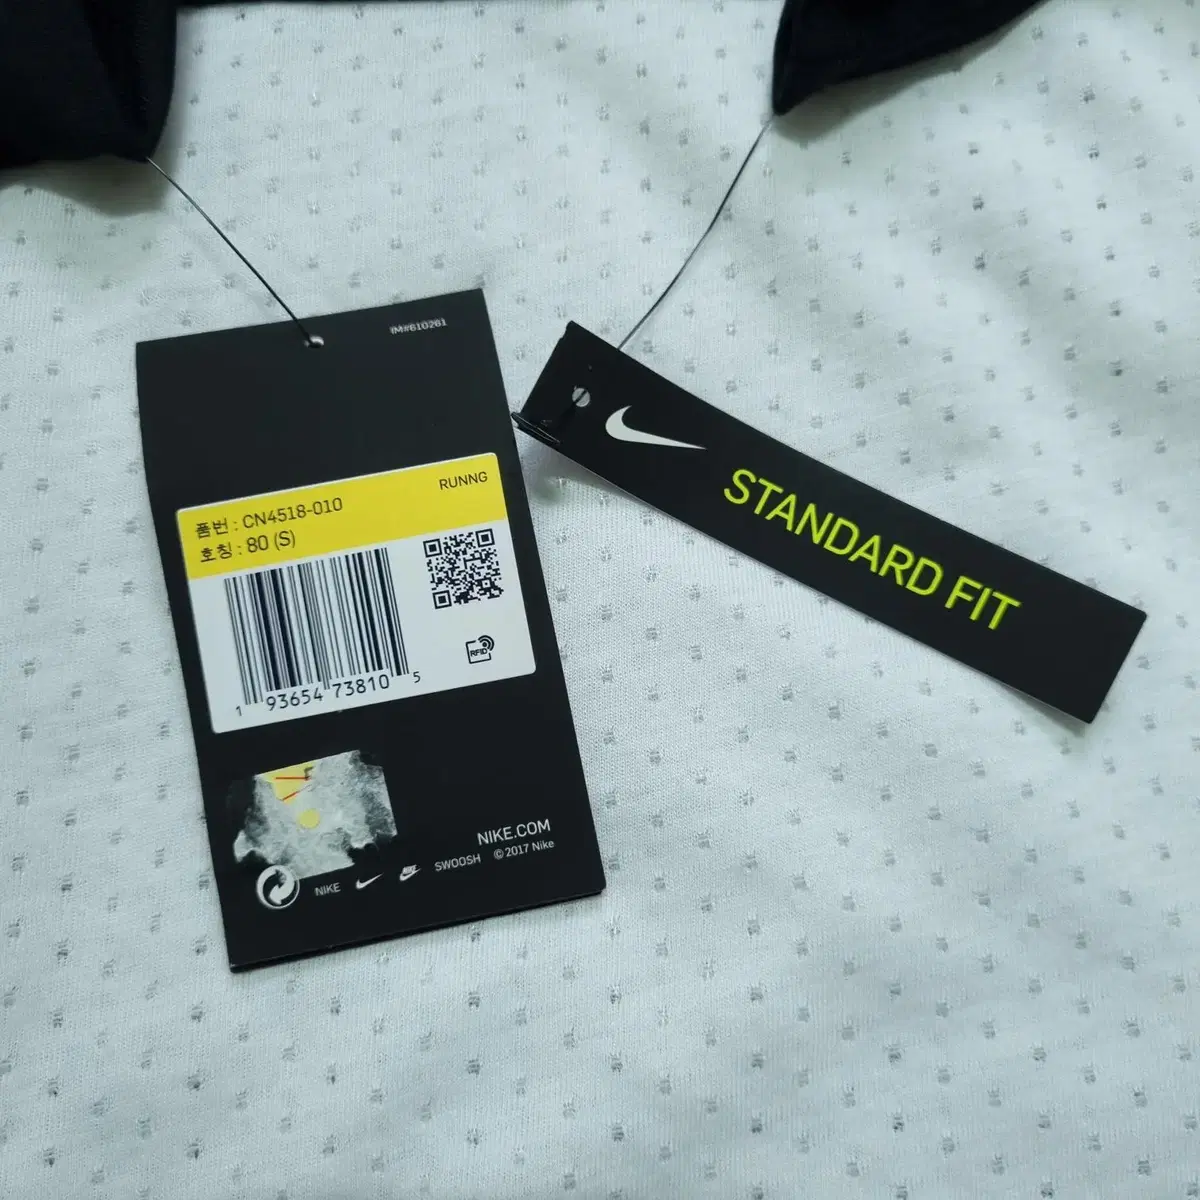 IM#610261
RUNNG
품번 : CN4518-010
호칭 : 80 (S)
RFID
1 93654 73810 5
NIKE.COM
NIKE SWOOSH © 2017 Nike
STANDARD FIT